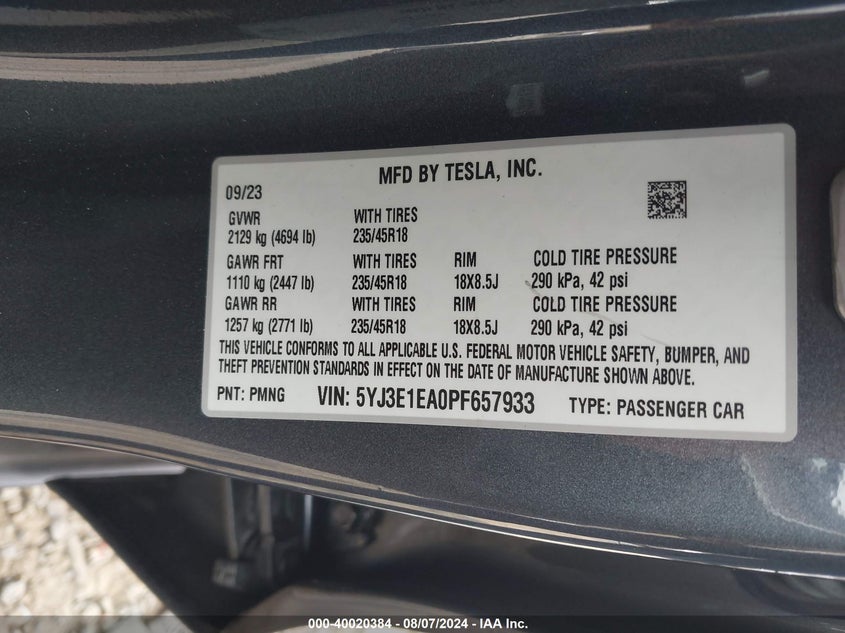 MFD BY TESLA, INC.
09/23
GVWR WITH TIRES
2129 kg (4694 lb) 235/45R18
GAWR FRT WITH TIRES RIM COLD TIRE PRESSURE
1110 kg (2447 lb) 235/45R18 18X8.5J 290 kPa, 42 psi
GAWR RR WITH TIRES RIM COLD TIRE PRESSURE
1257 kg (2771 lb) 235/45R18 18X8.5J 290 kPa, 42 psi
THIS VEHICLE CONFORMS TO ALL APPLICABLE U.S. FEDERAL MOTOR VEHICLE SAFETY, BUMPER, AND
THEFT PREVENTION STANDARDS IN EFFECT ON THE DATE OF MANUFACTURE SHOWN ABOVE.
PNT: PMNG VIN: 5YJ3E1EA0PF657933 TYPE: PASSENGER CAR
000-40020384 - 08/07/2024 - IAA Inc.